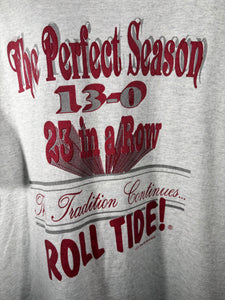 The Perfect Season
13-0
23 in a Row
The Tradition Continues...
ROLL TIDE!®